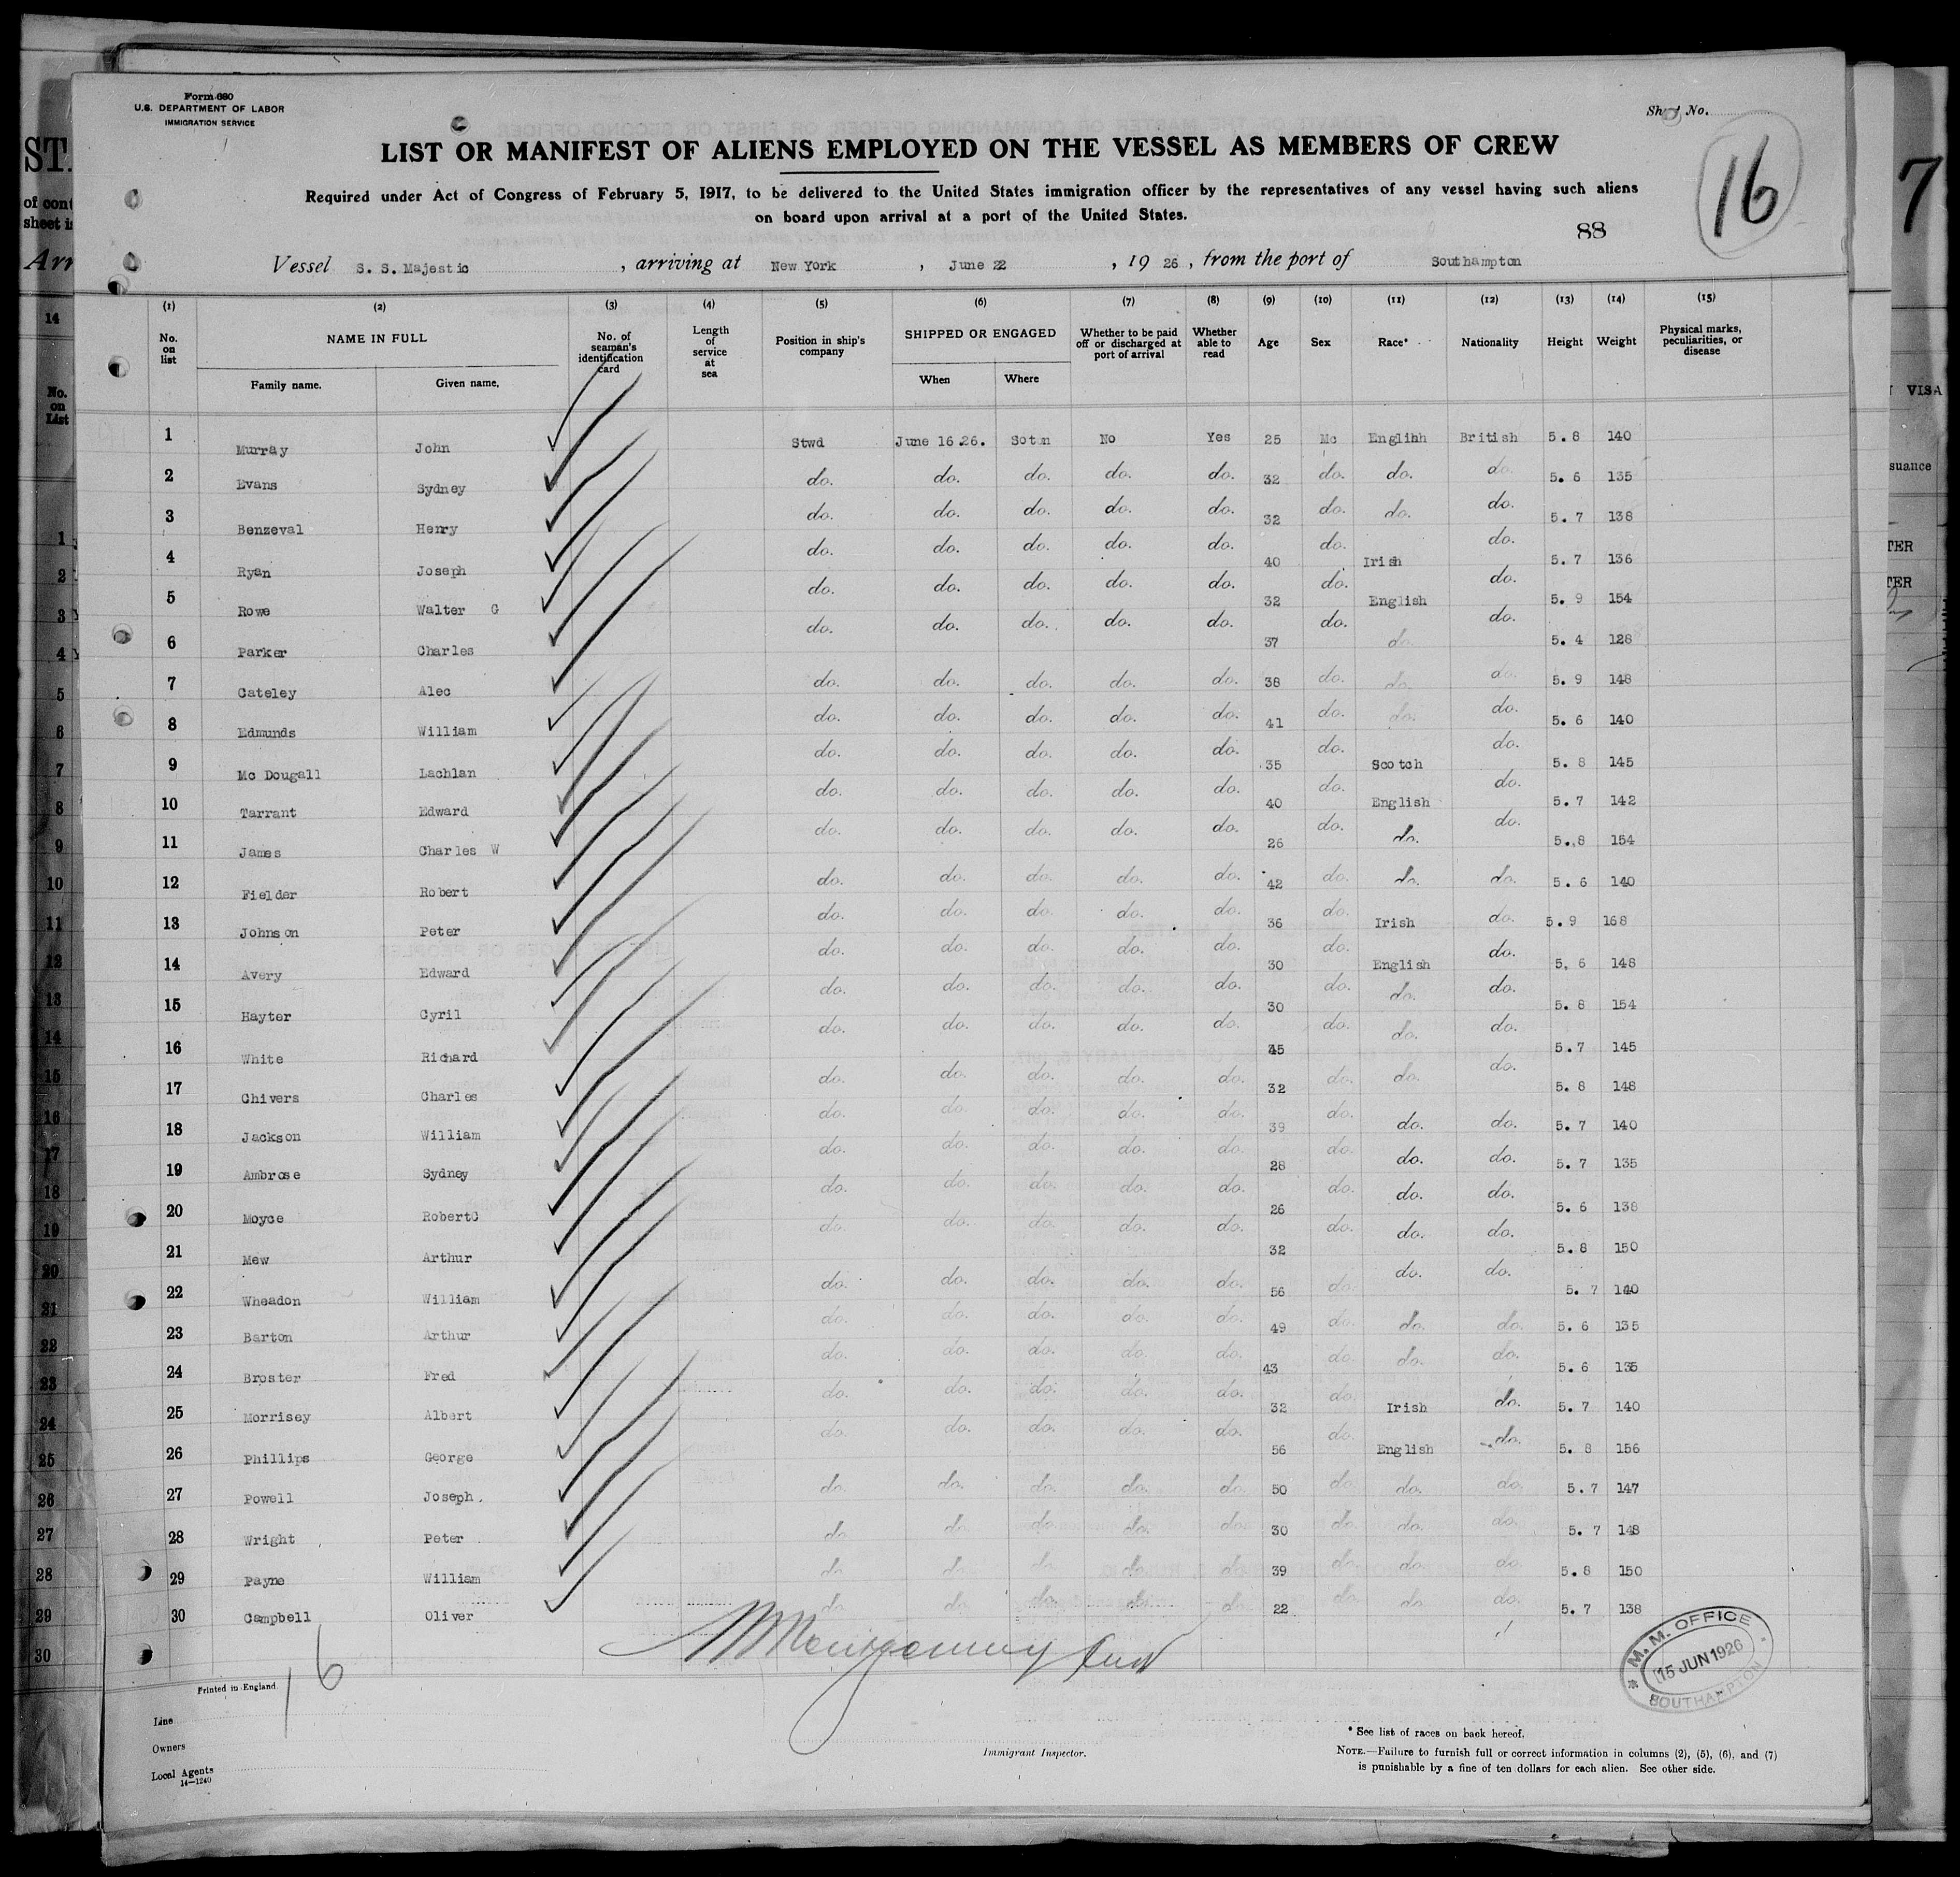 Form 680
U.S. DEPARTMENT OF LABOR
IMMIGRATION SERVICE
Sheet No.
16
LIST OR MANIFEST OF ALIENS EMPLOYED ON THE VESSEL AS MEMBERS OF CREW
Required under Act of Congress of February 5, 1917, to be delivered to the United States immigration officer by the representatives of any vessel having such aliens
on board upon arrival at a port of the United States.
88
Vessel S. S. Majestic, arriving at New York, June 22, 1926, from the port of Southampton
(1) (2) (3) (4) (5) (6) (7) (8) (9) (10) (11) (12) (13) (14) (15)
No. on list NAME IN FULL No. of seaman's identification card Length of service at sea Position in ship's company SHIPPED OR ENGAGED Whether to be paid off or discharged at port of arrival Whether able to read Age Sex Race* Nationality Height Weight Physical marks, peculiarities, or disease
Family name. Given name. When Where
1 Murray John Stwd June 16.26. Soton No Yes 25 Mc Englihh British 5.8 140
2 Evans Sydney do. do. do. do. do. 32 do. do. do. 5.6 135
3 Benzeval Henry do. do. do. do. do. 32 do. do. do. 5.7 138
4 Ryan Joseph do. do. do. do. do. 40 do. Irish do. 5.7 136
5 Rowe Walter G do. do. do. do. do. 32 do. English do. 5.9 154
6 Parker Charles do. do. do. do. do. 37 do. do. do. 5.4 128
7 Cateley Alec do. do. do. do. do. 38 do. do. do. 5.9 148
8 Edmunds William do. do. do. do. do. 41 do. do. do. 5.6 140
9 Mc Dougall Lachlan do. do. do. do. do. 35 do. Scotch do. 5.8 145
10 Tarrant Edward do. do. do. do. do. 40 do. English do. 5.7 142
11 James Charles W do. do. do. do. do. 26 do. do. do. 5.8 154
12 Fielder Robert do. do. do. do. do. 42 do. do. do. 5.6 140
13 Johnson Peter do. do. do. do. do. 36 do. Irish do. 5.9 168
14 Avery Edward do. do. do. do. do. 30 do. English do. 5.6 148
15 Hayter Cyril do. do. do. do. do. 30 do. do. do. 5.8 154
16 White Richard do. do. do. do. do. 45 do. do. do. 5.7 145
17 Chivers Charles do. do. do. do. do. 32 do. do. do. 5.8 148
18 Jackson William do. do. do. do. do. 39 do. do. do. 5.7 140
19 Ambrose Sydney do. do. do. do. do. 28 do. do. do. 5.7 135
20 Moyce RobertC do. do. do. do. do. 26 do. do. do. 5.6 138
21 Mew Arthur do. do. do. do. do. 32 do. do. do. 5.8 150
22 Wheadon William do. do. do. do. do. 56 do. do. do. 5.7 140
23 Barton Arthur do. do. do. do. do. 49 do. do. do. 5.6 135
24 Broster Fred do. do. do. do. do. 43 do. do. do. 5.6 135
25 Morrisey Albert do. do. do. do. do. 32 do. Irish do. 5.7 140
26 Phillips George do. do. do. do. do. 56 do. English do. 5.8 156
27 Powell Joseph. do. do. do. do. do. 50 do. do. do. 5.7 147
28 Wright Peter do. do. do. do. do. 30 do. do. do. 5.7 148
29 Payne William do. do. do. do. do. 39 do. do. do. 5.8 150
30 Campbell Oliver do. do. do. do. do. 22 do. do. do. 5.7 138
16
M. M. OFFICE
15 JUN 1926
SOUTHAMPTON
Printed in England.
Line
Owners
Local Agents
14—1240
Immigrant Inspector.
* See list of races on back hereof.
NOTE.—Failure to furnish full or correct information in columns (2), (5), (6), and (7)
is punishable by a fine of ten dollars for each alien. See other side.